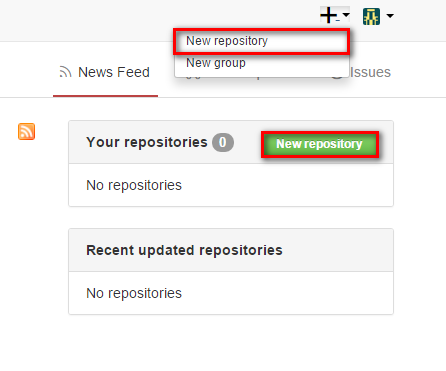 New repository
New group
News Feed
Issues
Your repositories 0
New repository
No repositories
Recent updated repositories
No repositories